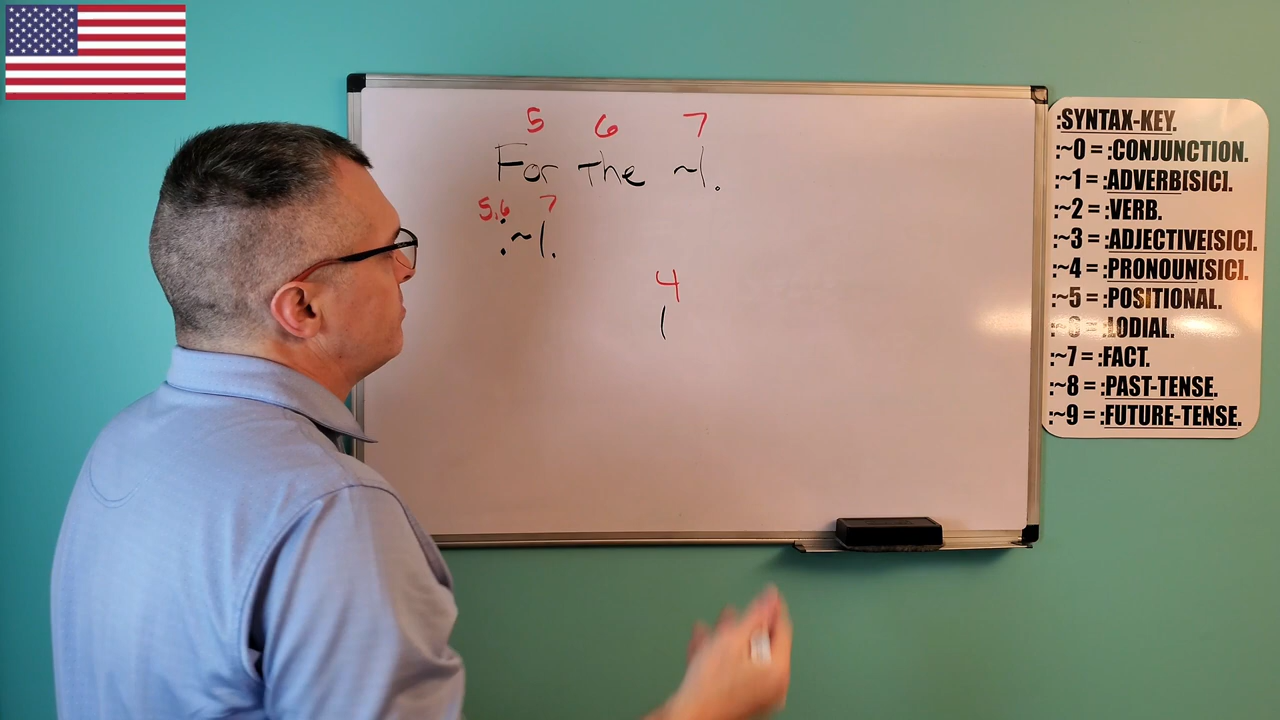 5 6 7
For the ~1.
5,6 7
:~1.
4
1
:SYNTAX-KEY.
:~0 = :CONJUNCTION.
:~1 = :ADVERB[SIC].
:~2 = :VERB.
:~3 = :ADJECTIVE[SIC].
:~4 = :PRONOUN[SIC].
:~5 = :POSITIONAL.
:~6 = :LODIAL.
:~7 = :FACT.
:~8 = :PAST-TENSE.
:~9 = :FUTURE-TENSE.